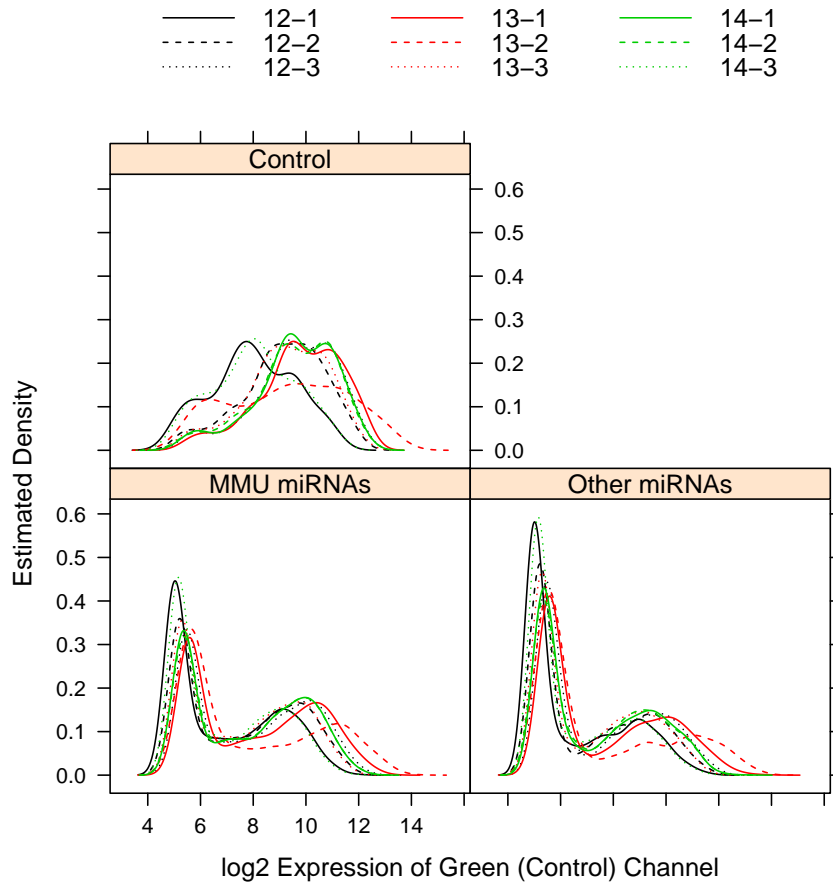 12−1 13−1 14−1
12−2 13−2 14−2
12−3 13−3 14−3
4 6 8 10 12 14
Control
0.6
0.5
0.4
0.3
0.2
0.1
0.0
Estimated Density
MMU miRNAs
Other miRNAs
0.6
0.5
0.4
0.3
0.2
0.1
0.0
log2 Expression of Green (Control) Channel